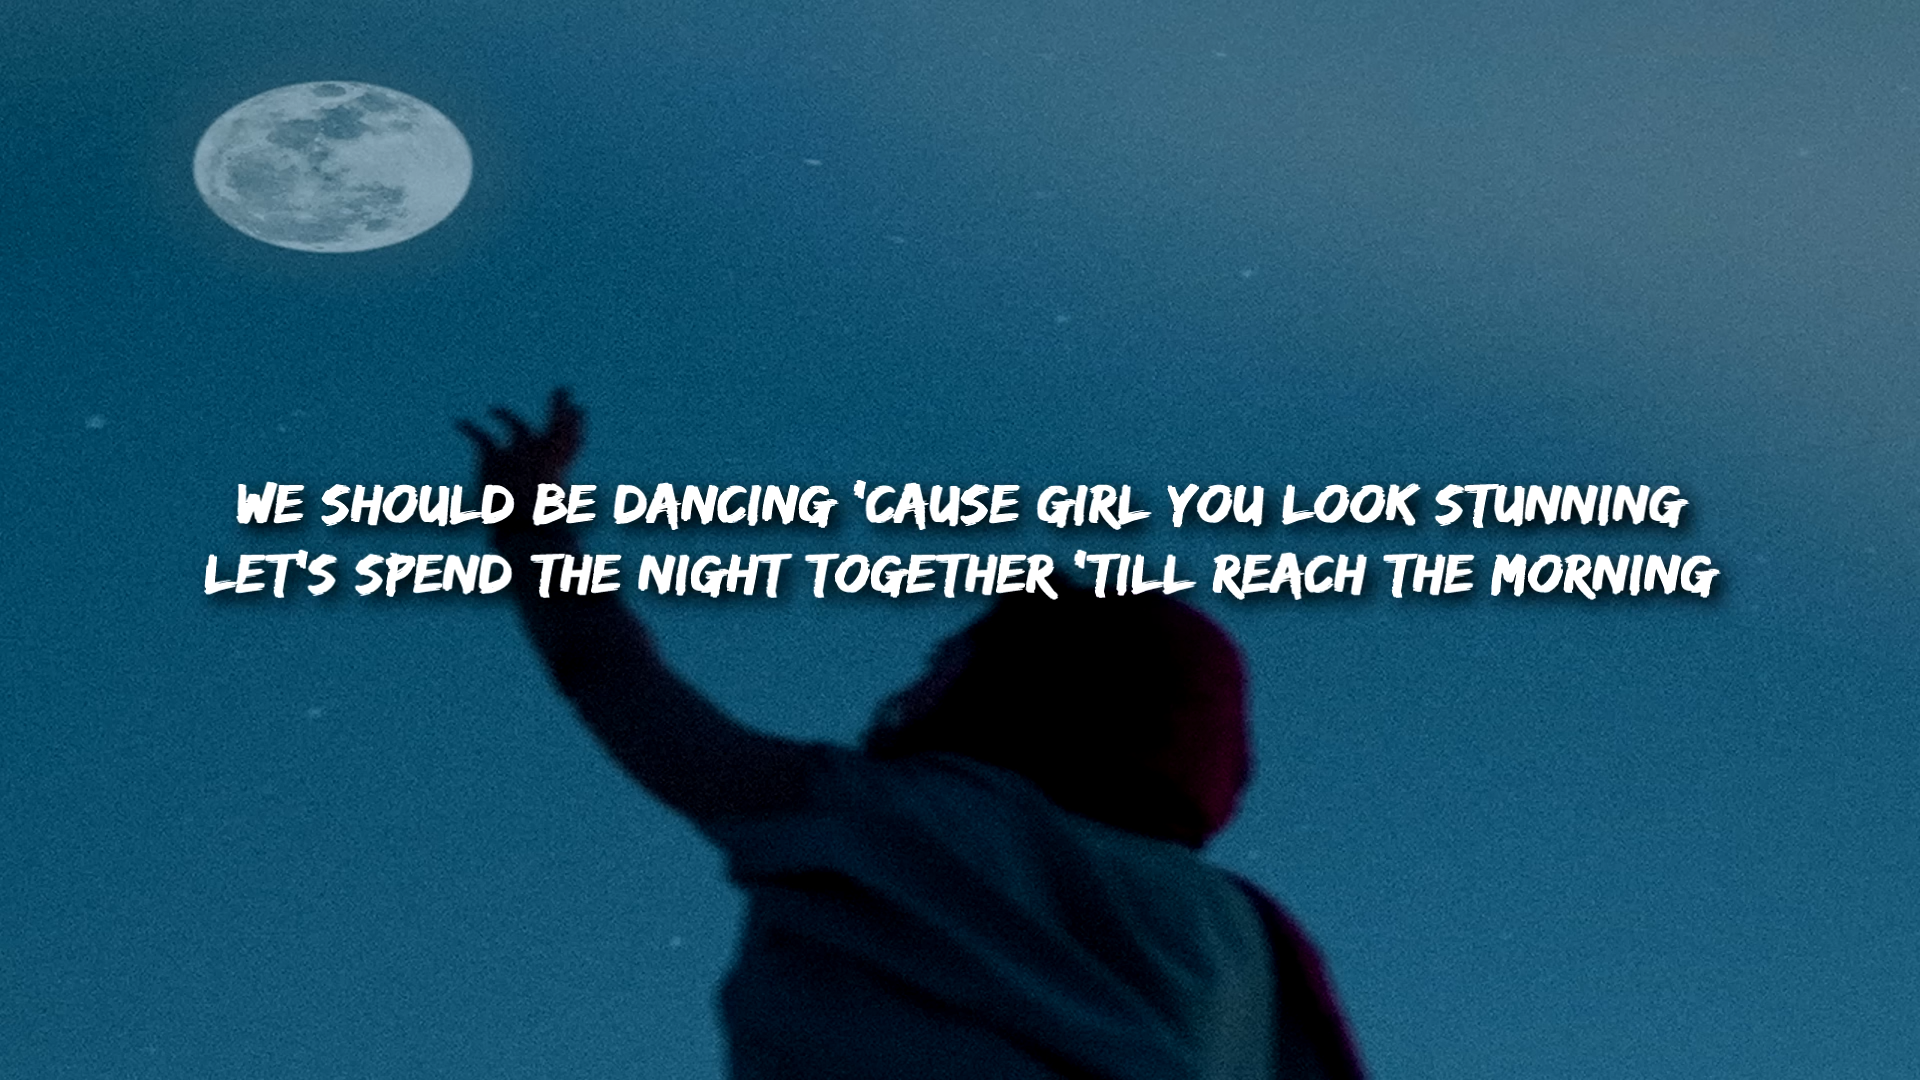 WE SHOULD BE DANCING 'CAUSE GIRL YOU LOOK STUNNING
LET'S SPEND THE NIGHT TOGETHER 'TILL REACH THE MORNING